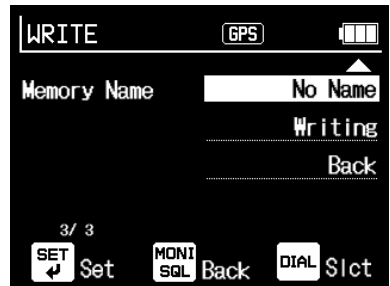 WRITE GPS
Memory Name No Name
Writing
Back
3/ 3
SET Set MONI SQL Back DIAL Slct